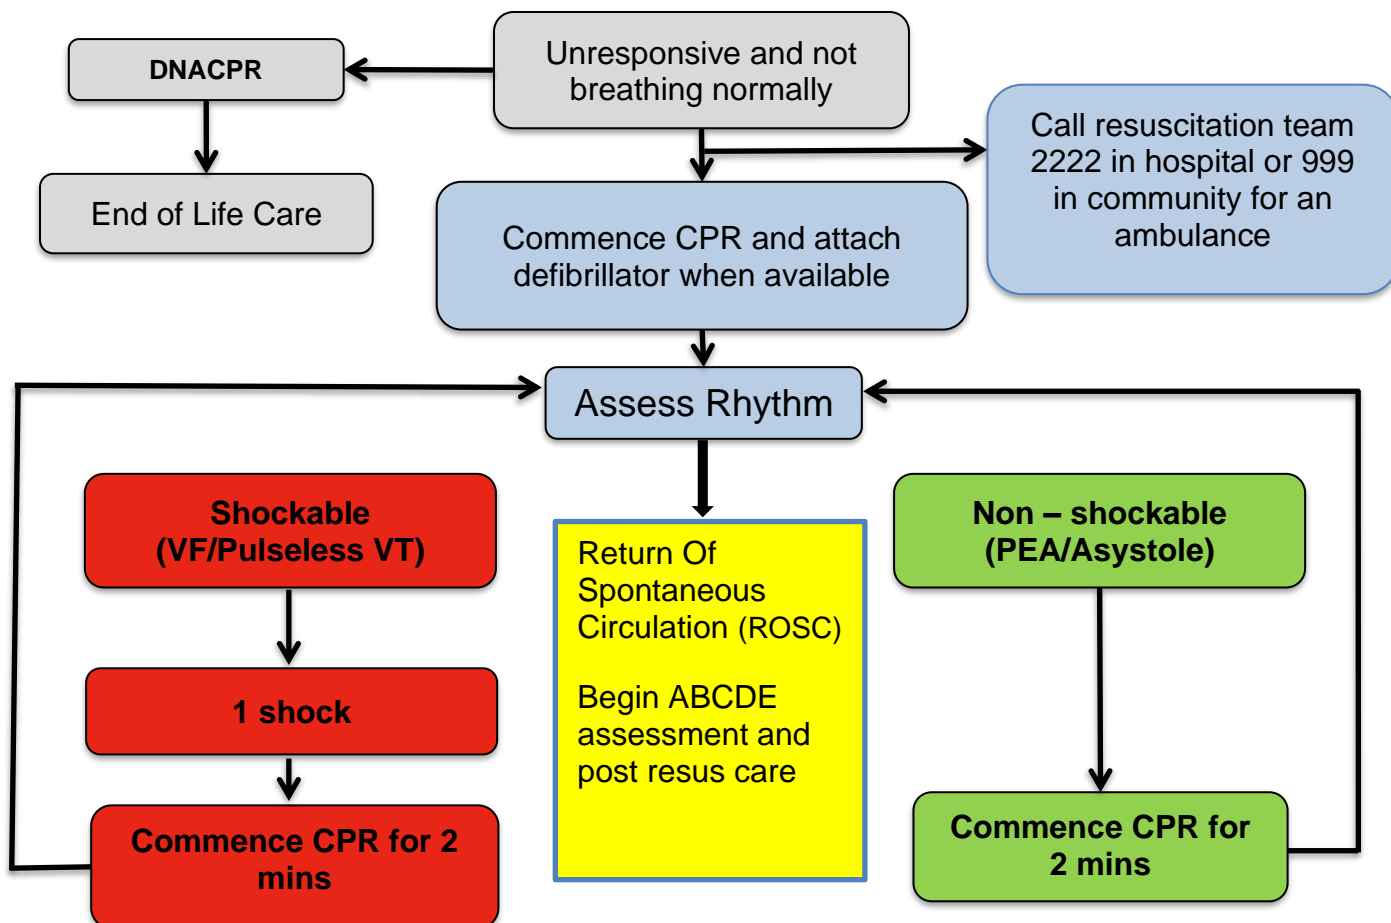 DNACPR
Unresponsive and not
breathing normally
Call resuscitation team
2222 in hospital or 999
in community for an
ambulance
End of Life Care
Commence CPR and attach
defibrillator when available
Assess Rhythm
Shockable
(VF/Pulseless VT)
Return Of
Spontaneous
Circulation (ROSC)
Begin ABCDE
assessment and
post resus care
Non – shockable
(PEA/Asystole)
1 shock
Commence CPR for 2
mins
Commence CPR for
2 mins